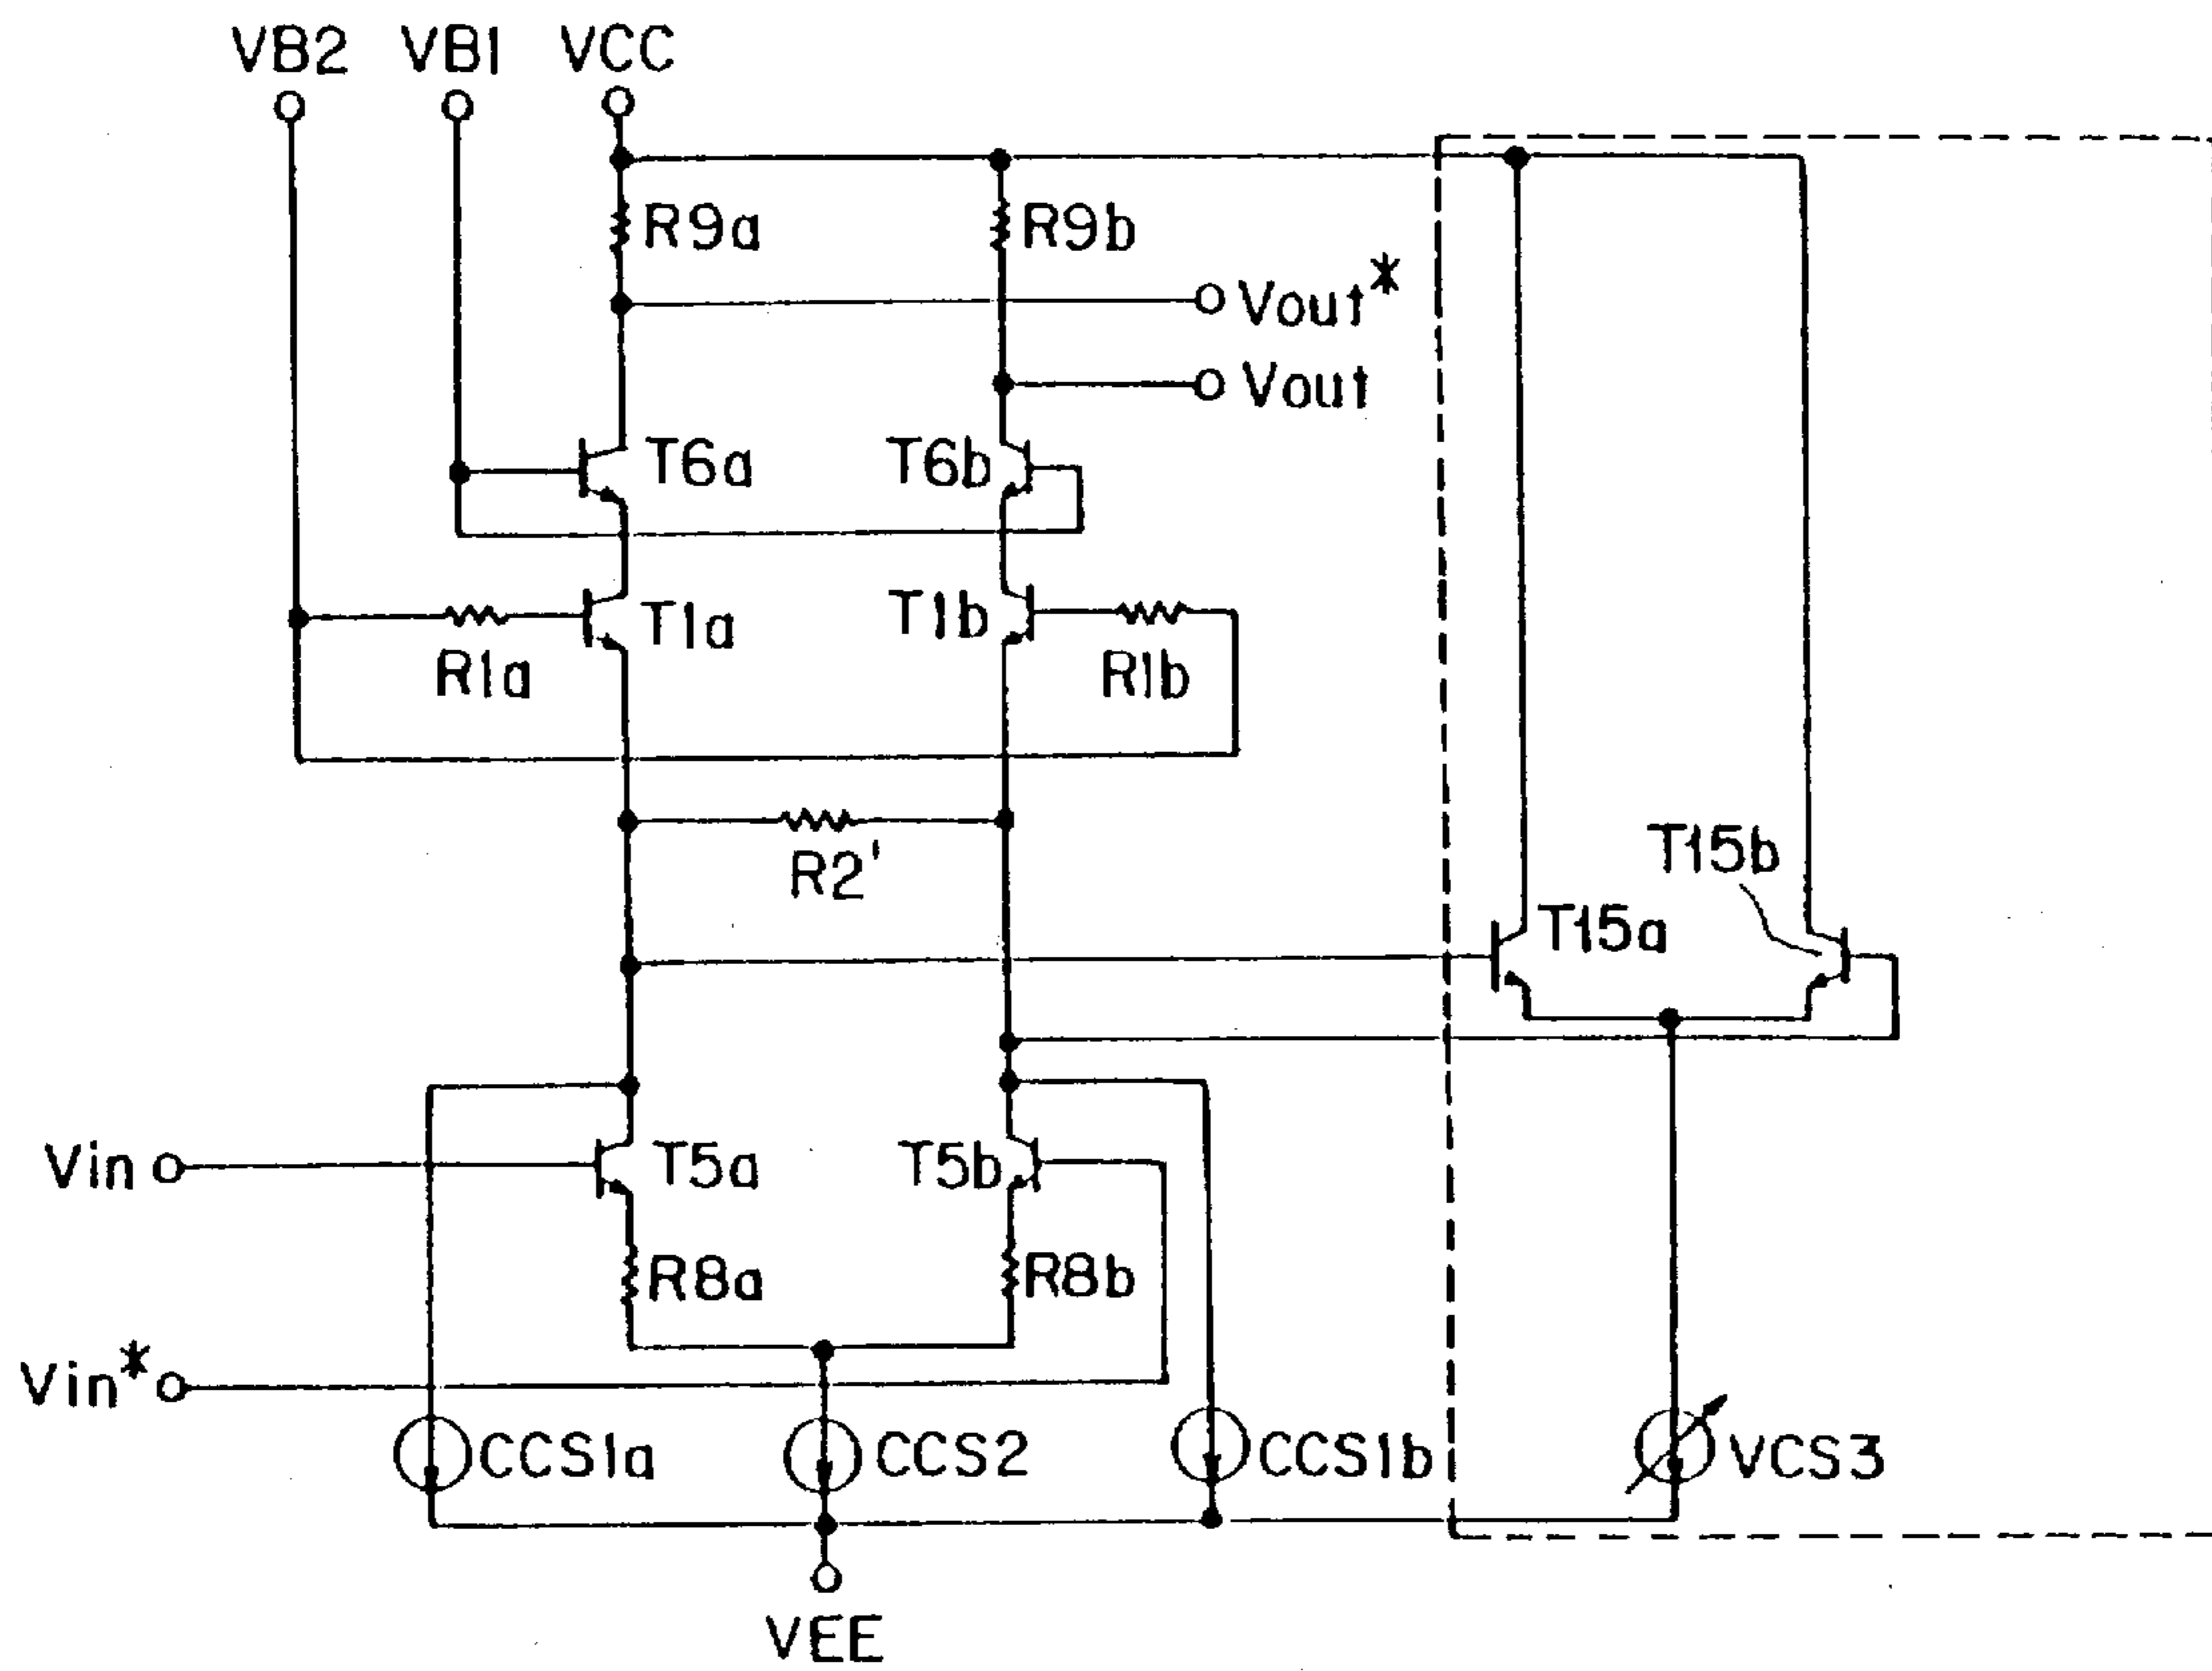 VB2 VB1 VCC
R9a R9b
Vout*
Vout
T6a T6b
T1a T1b
R1a R1b
R2'
T15b
T15a
Vin T5a T5b
R8a R8b
Vin*
CCS1a CCS2 CCS1b VCS3
VEE